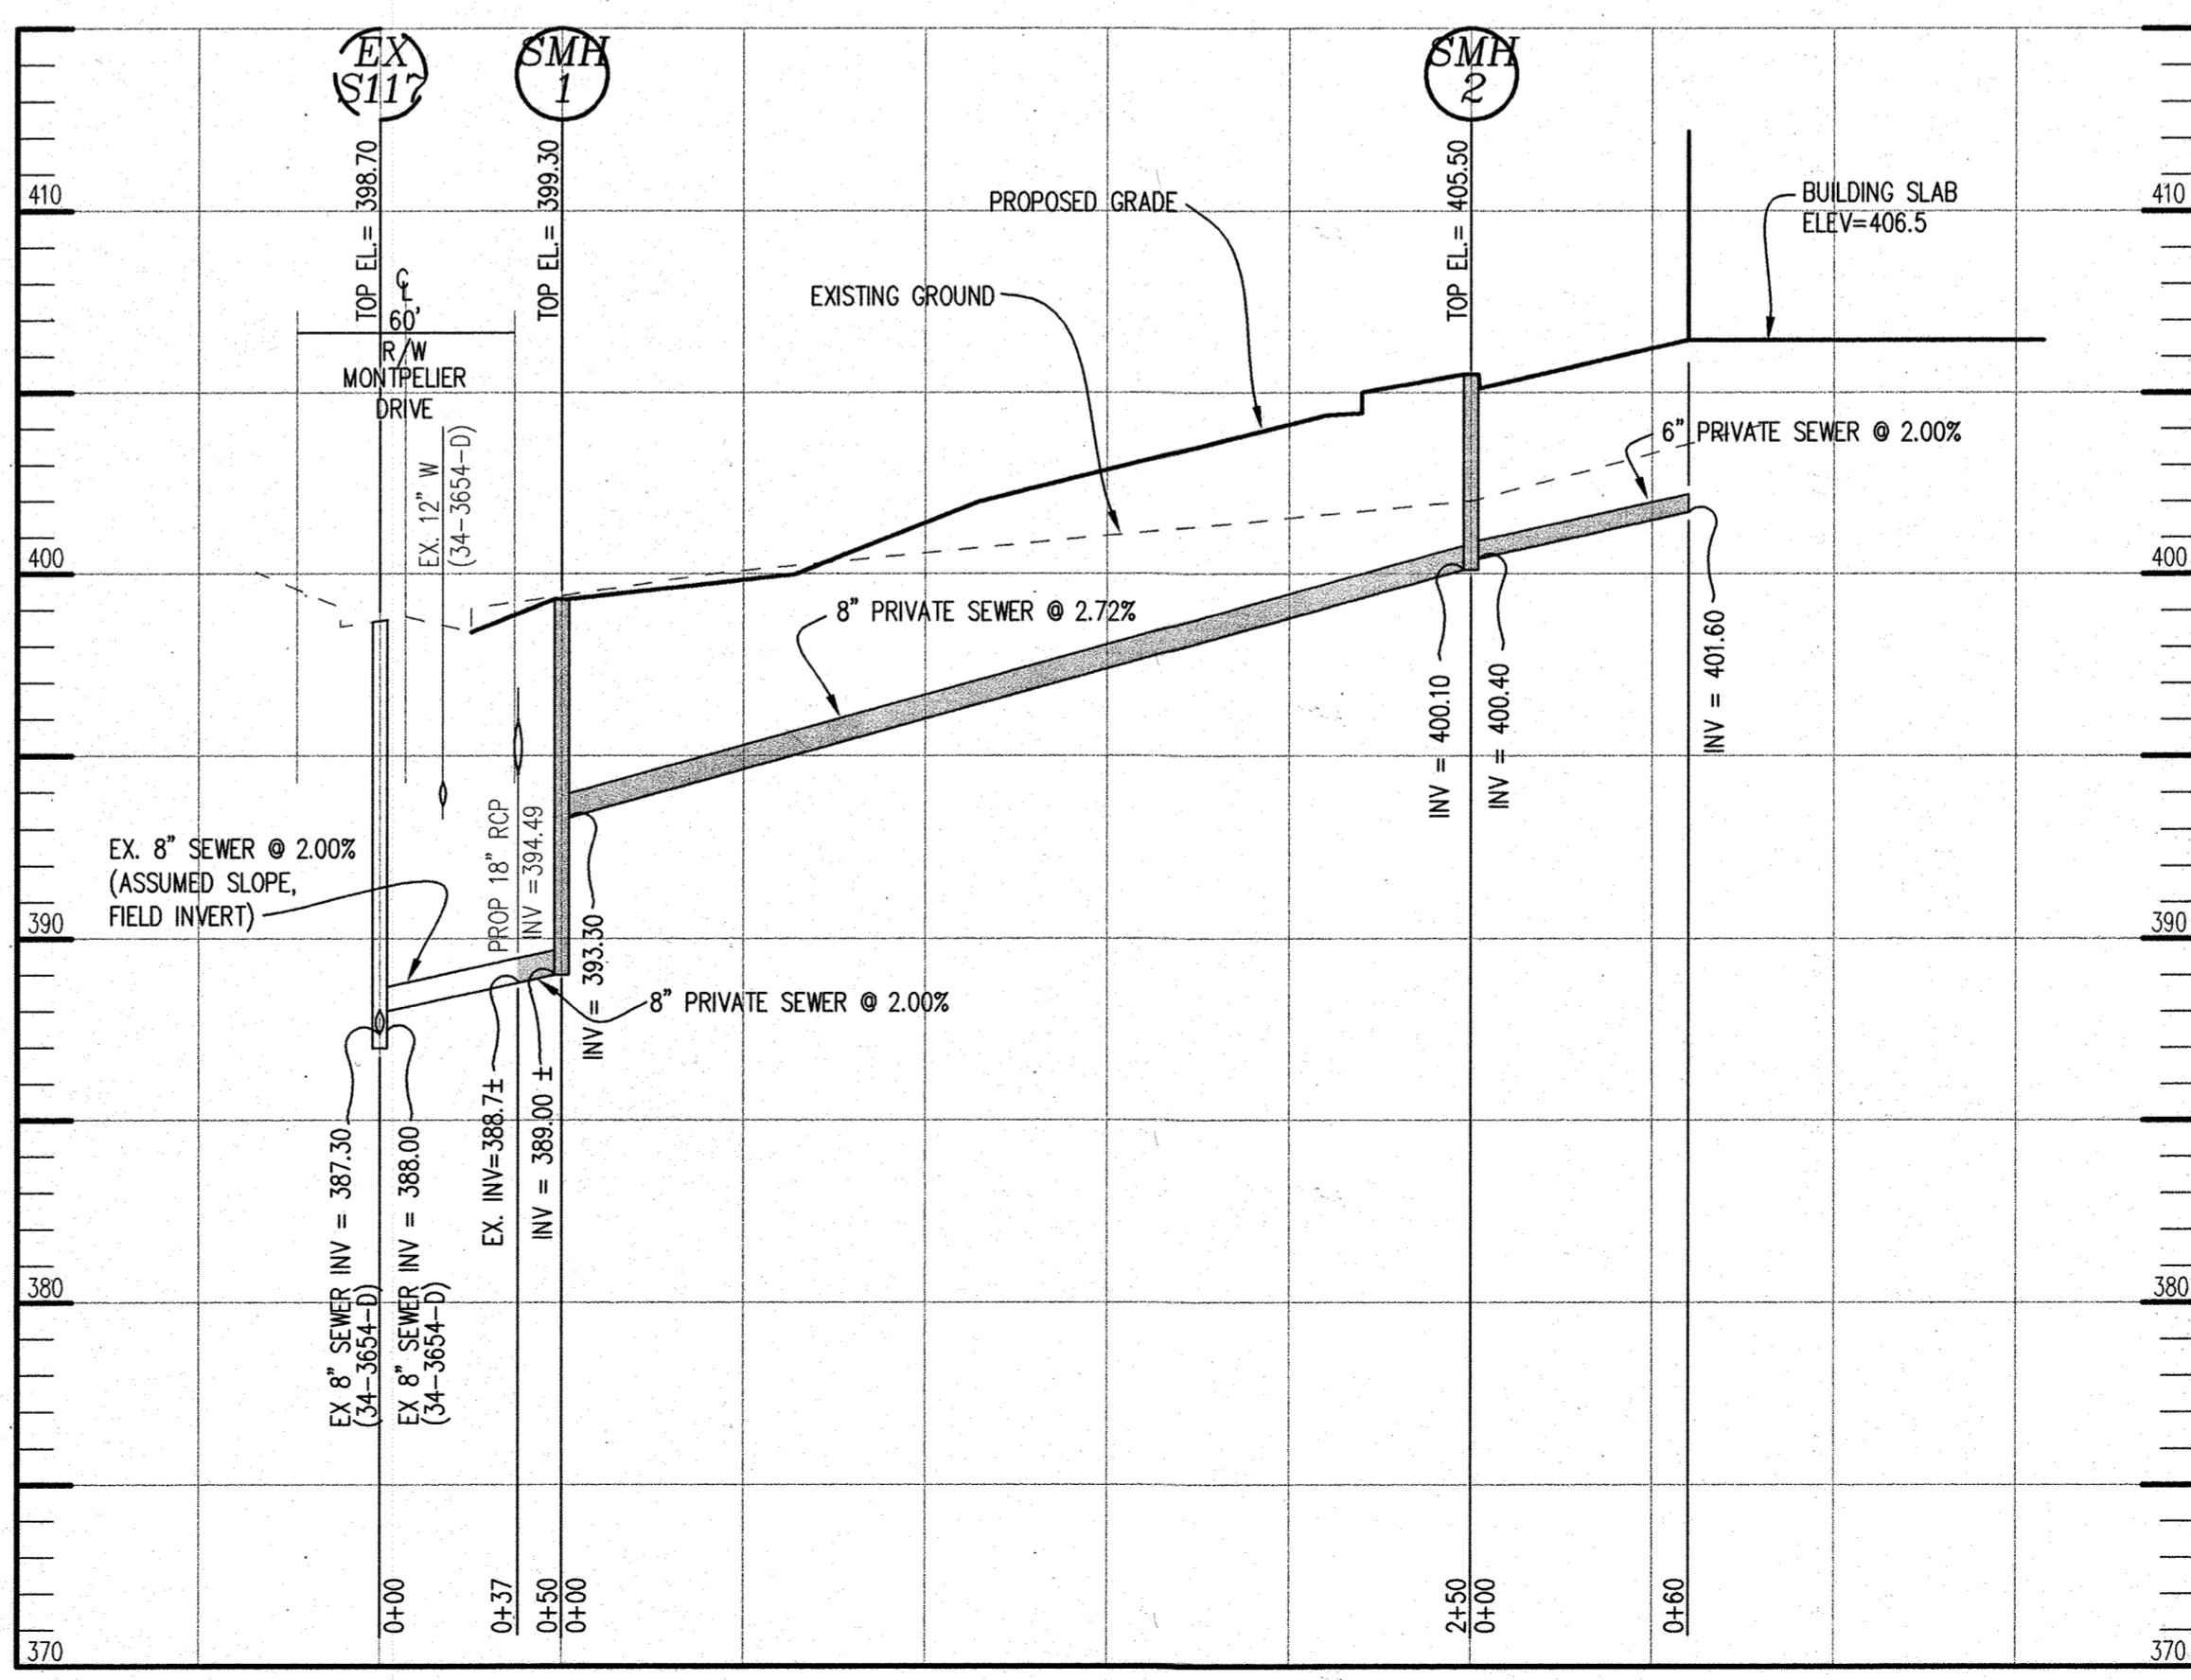 EX
S117
SMH
1
SMH
2
TOP EL.= 398.70
TOP EL.= 399.30
TOP EL.= 405.50
410
410
PROPOSED GRADE
BUILDING SLAB
ELEV=406.5
EXISTING GROUND
℄
60'
R/W
MONTPELIER
DRIVE
EX. 12" W
(34-3654-D)
6" PRIVATE SEWER @ 2.00%
400
400
8" PRIVATE SEWER @ 2.72%
INV = 400.10
INV = 400.40
INV = 401.60
EX. 8" SEWER @ 2.00%
(ASSUMED SLOPE,
FIELD INVERT)
PROP 18" RCP
INV =394.49
INV = 393.30
390
390
8" PRIVATE SEWER @ 2.00%
EX. INV=388.7±
INV = 389.00 ±
EX 8" SEWER INV = 387.30
(34-3654-D)
EX 8" SEWER INV = 388.00
(34-3654-D)
380
380
0+00
0+37
0+50
0+00
2+50
0+00
0+60
370
370